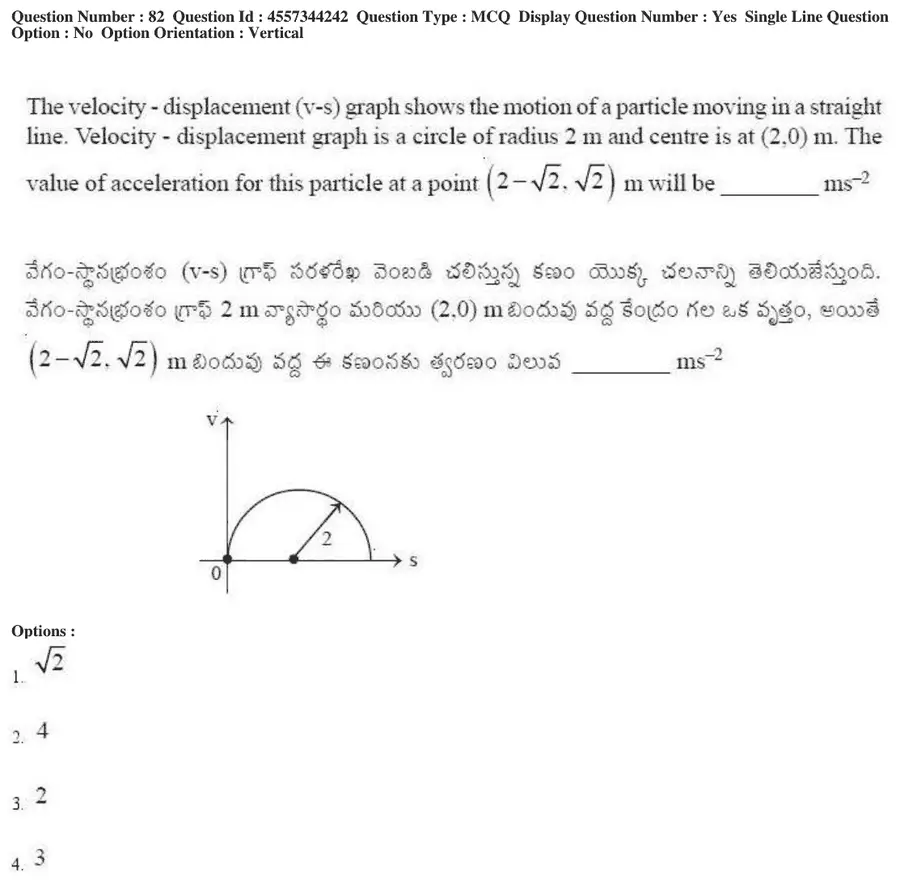 Question Number : 82 Question Id : 4557344242 Question Type : MCQ Display Question Number : Yes Single Line Question
Option : No Option Orientation : Vertical
The velocity - displacement (v-s) graph shows the motion of a particle moving in a straight
line. Velocity - displacement graph is a circle of radius 2 m and centre is at (2,0) m. The
value of acceleration for this particle at a point (2−√2, √2) m will be ________ ms⁻²
వేగం-స్థానభ్రంశం (v-s) గ్రాఫ్ సరళరేఖ వెంబడి చలిస్తున్న కణం యొక్క చలనాన్ని తెలియజేస్తుంది.
వేగం-స్థానభ్రంశం గ్రాఫ్ 2 m వ్యాసార్థం మరియు (2,0) m బిందువు వద్ద కేంద్రం గల ఒక వృత్తం, అయితే
(2−√2, √2) m బిందువు వద్ద ఈ కణంనకు త్వరణం విలువ ________ ms⁻²
v
2
0
s
Options :
1. √2
2. 4
3. 2
4. 3